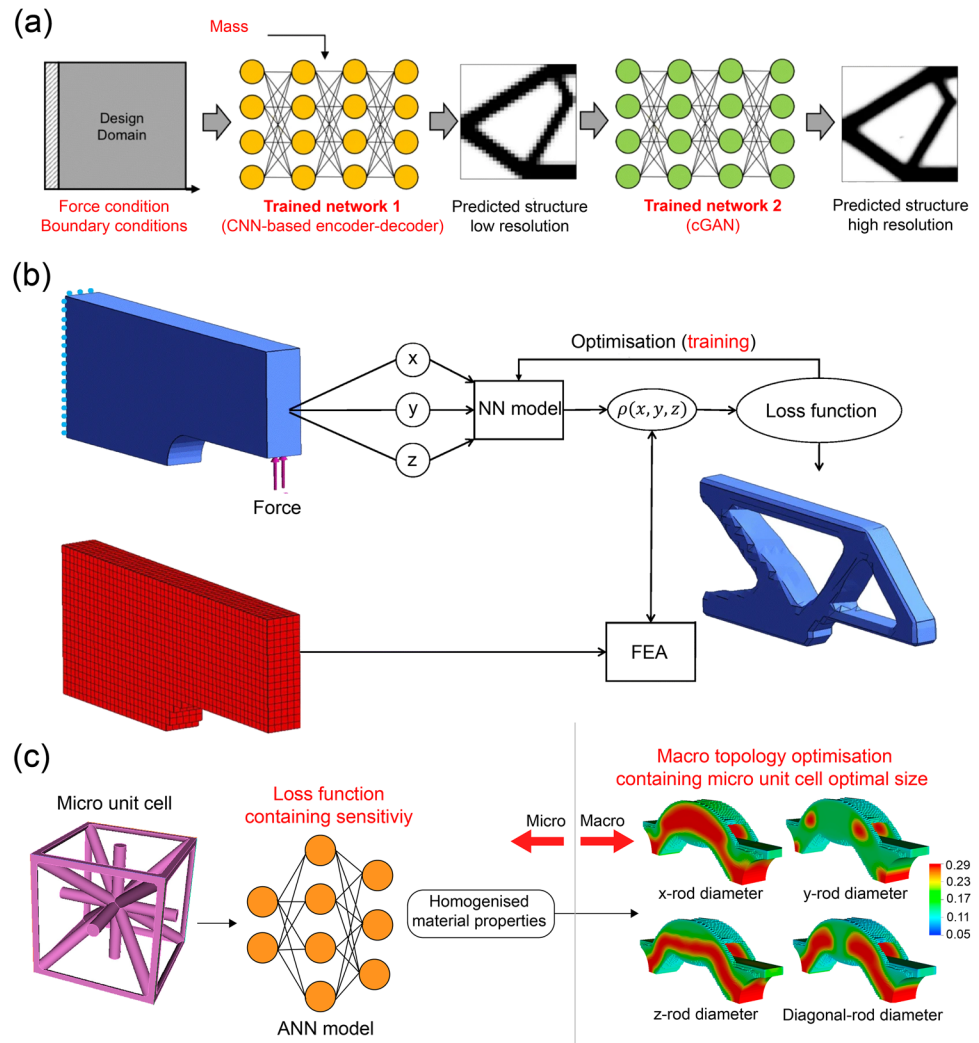 (a)
Mass
Design
Domain
Force condition
Boundary conditions
Trained network 1
(CNN-based encoder-decoder)
Predicted structure
low resolution
Trained network 2
(cGAN)
Predicted structure
high resolution
(b)
Optimisation (training)
x
y
z
NN model
ρ(x,y,z)
Loss function
Force
FEA
(c)
Micro unit cell
Loss function
containing sensitiviy
ANN model
Homogenised
material properties
Micro
Macro
Macro topology optimisation
containing micro unit cell optimal size
x-rod diameter
y-rod diameter
z-rod diameter
Diagonal-rod diameter
0.29
0.23
0.17
0.11
0.05